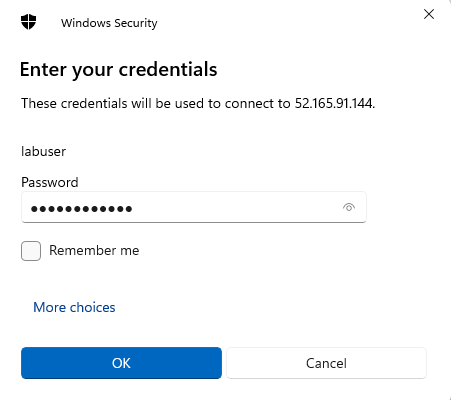 Windows Security
Enter your credentials
These credentials will be used to connect to 52.165.91.144.
labuser
Password
●●●●●●●●●●●●
Remember me
More choices
OK
Cancel